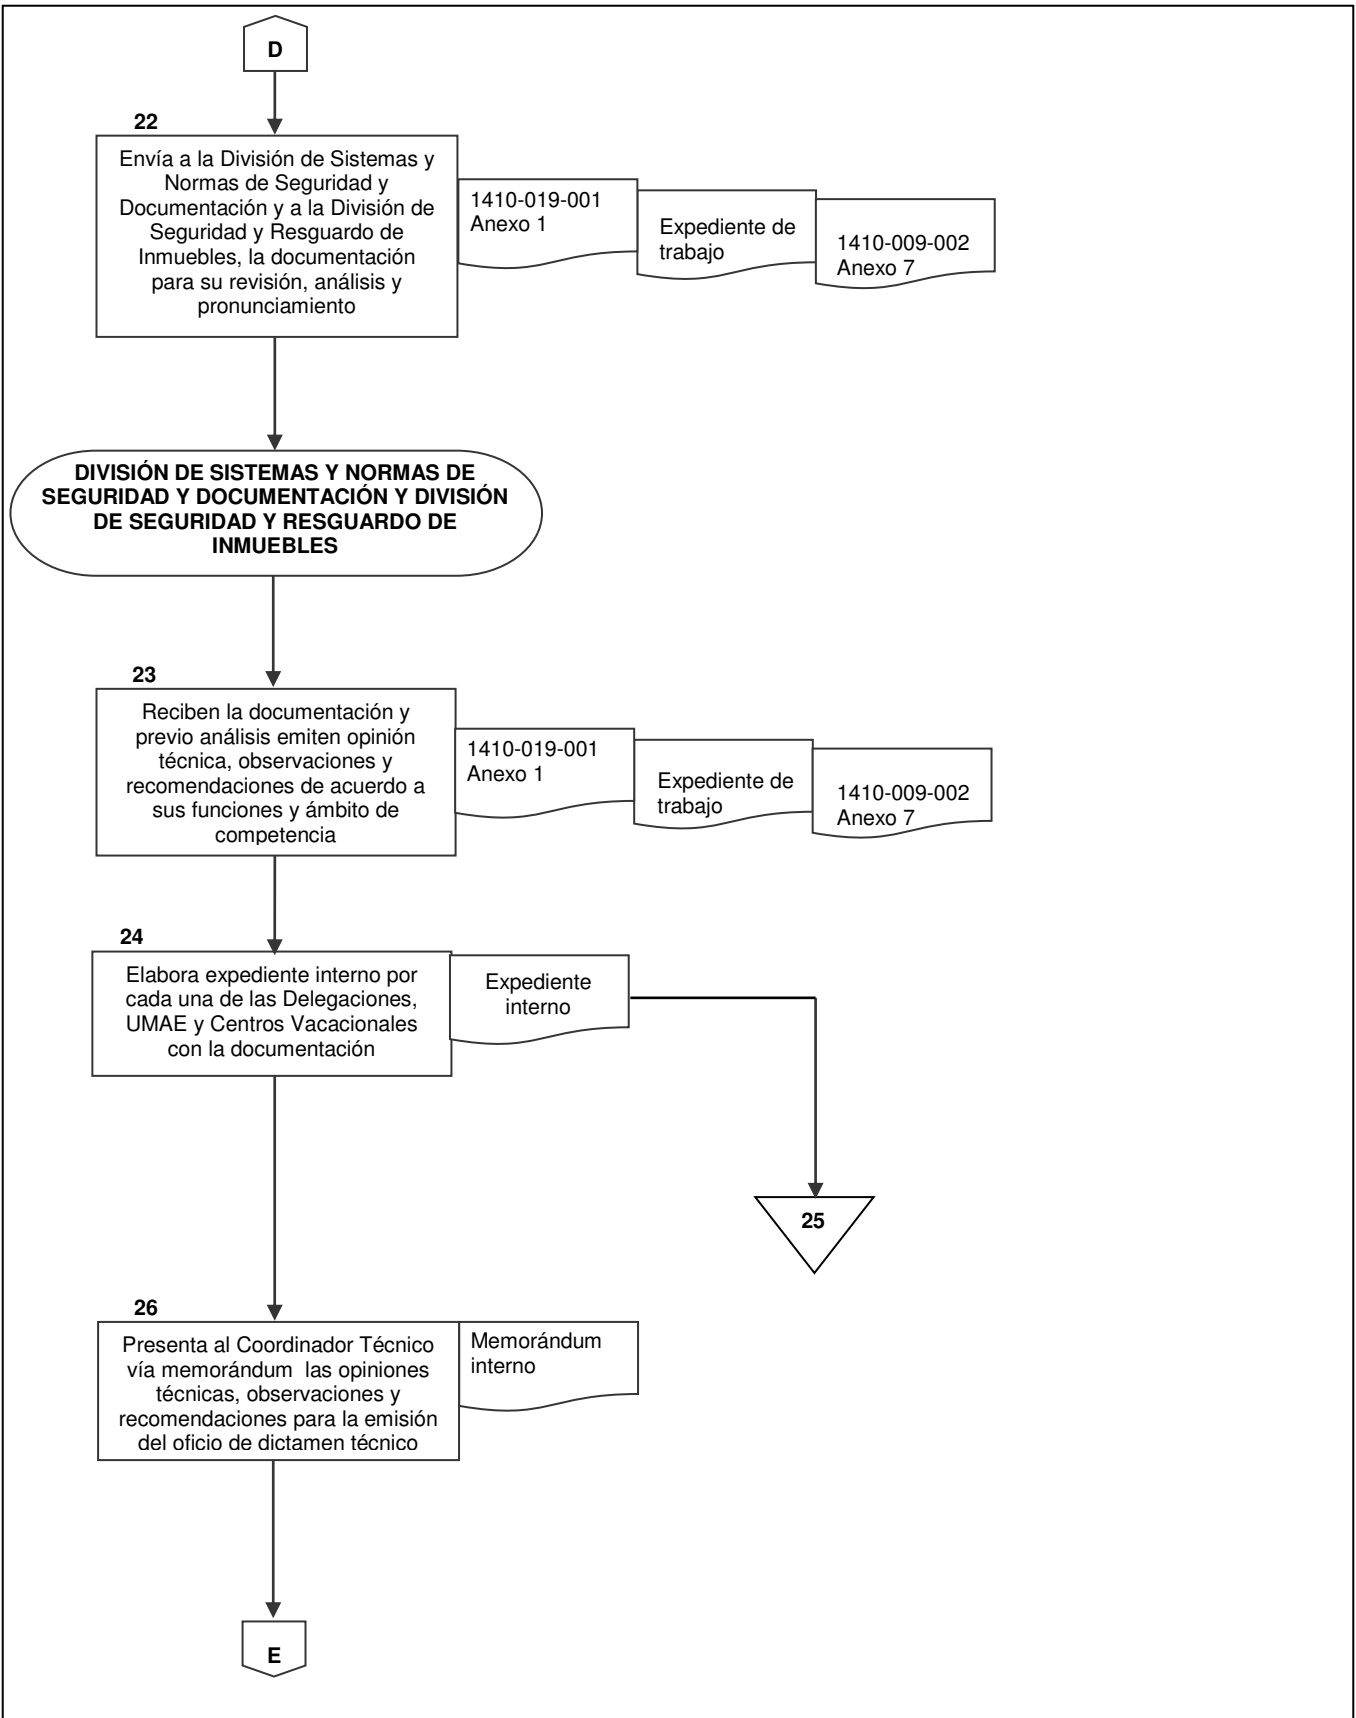 D
22
Envía a la División de Sistemas y
Normas de Seguridad y
Documentación y a la División de
Seguridad y Resguardo de
Inmuebles, la documentación
para su revisión, análisis y
pronunciamiento
1410-019-001
Anexo 1
Expediente de
trabajo
1410-009-002
Anexo 7
DIVISIÓN DE SISTEMAS Y NORMAS DE
SEGURIDAD Y DOCUMENTACIÓN Y DIVISIÓN
DE SEGURIDAD Y RESGUARDO DE
INMUEBLES
23
Reciben la documentación y
previo análisis emiten opinión
técnica, observaciones y
recomendaciones de acuerdo a
sus funciones y ámbito de
competencia
1410-019-001
Anexo 1
Expediente de
trabajo
1410-009-002
Anexo 7
24
Elabora expediente interno por
cada una de las Delegaciones,
UMAE y Centros Vacacionales
con la documentación
Expediente
interno
25
26
Presenta al Coordinador Técnico
vía memorándum  las opiniones
técnicas, observaciones y
recomendaciones para la emisión
del oficio de dictamen técnico
Memorándum
interno
E